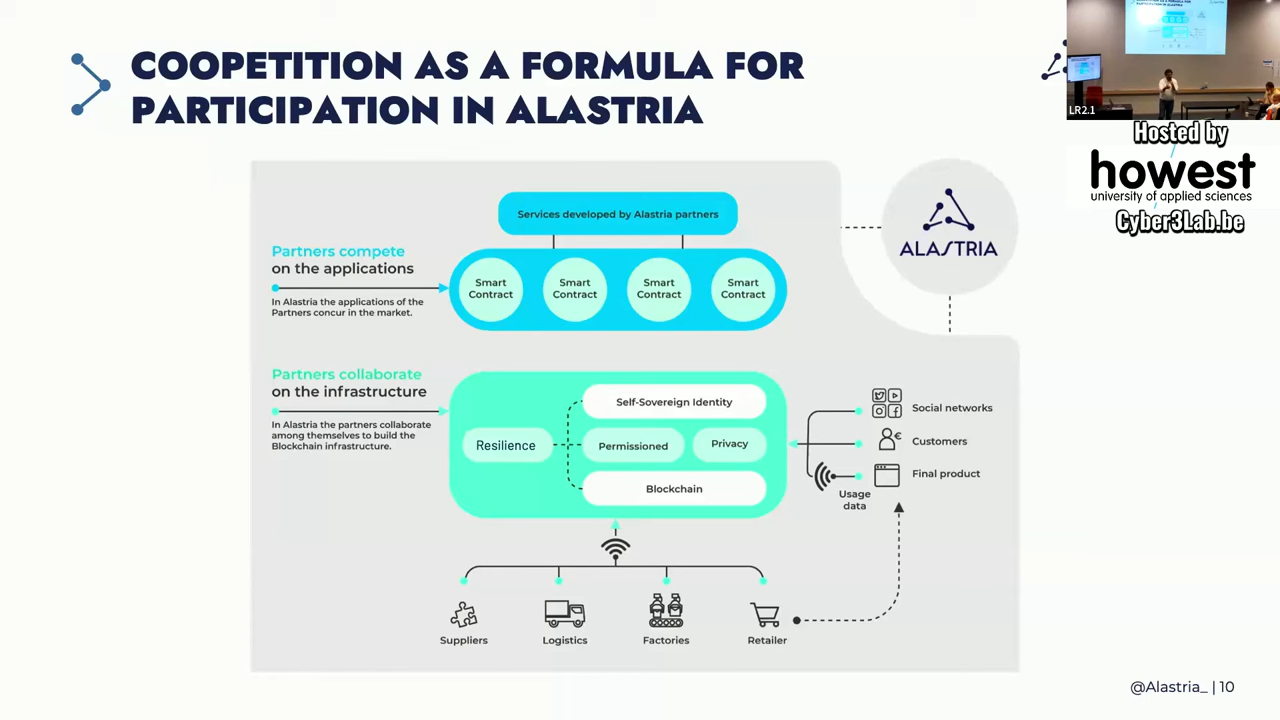 COOPETITION AS A FORMULA FOR
PARTICIPATION IN ALASTRIA
LR2.1
Hosted by
howest
university of applied sciences
Cyber3Lab.be
ALASTRIA
Services developed by Alastria partners
Partners compete
on the applications
In Alastria the applications of the
Partners concur in the market.
Smart
Contract
Smart
Contract
Smart
Contract
Smart
Contract
Partners collaborate
on the infrastructure
In Alastria the partners collaborate
among themselves to build the
Blockchain infrastructure.
Resilience
Self-Sovereign Identity
Permissioned
Privacy
Blockchain
Social networks
Customers
Final product
Usage
data
Suppliers
Logistics
Factories
Retailer
@Alastria_ | 10